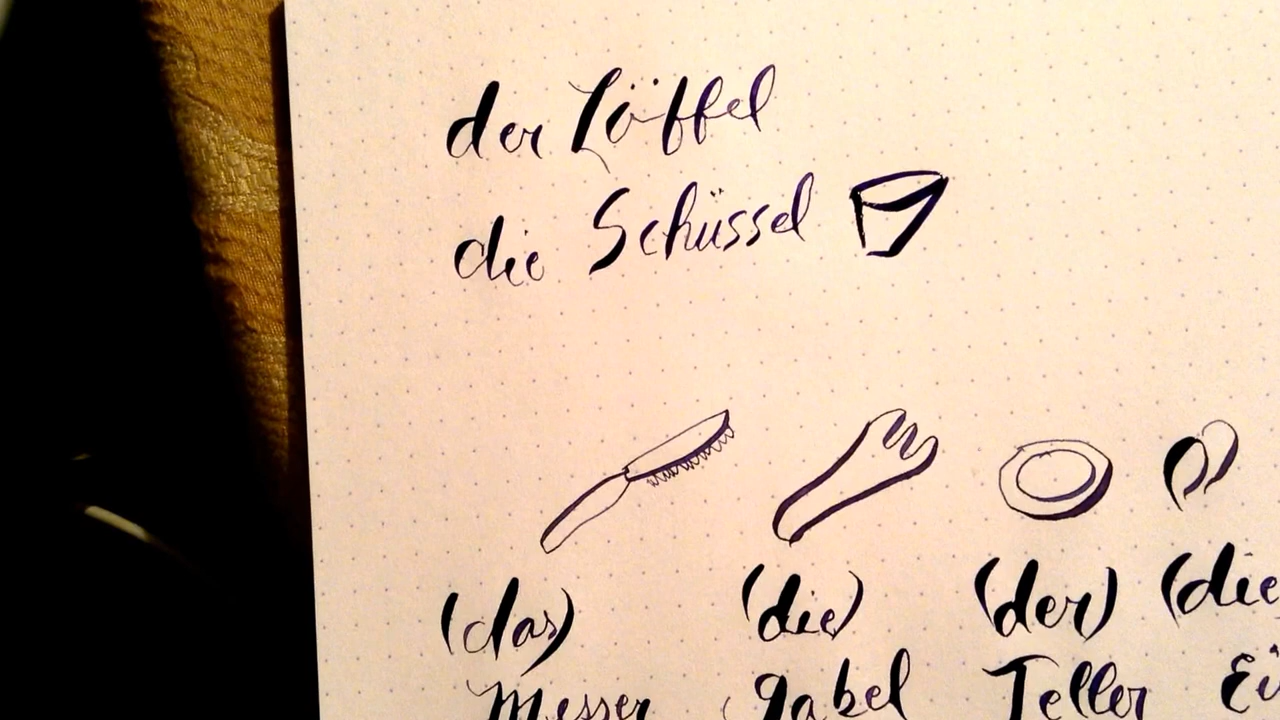 der Löffel
die Schüssel
(das) (die) (der) (die
Messer Gabel Teller